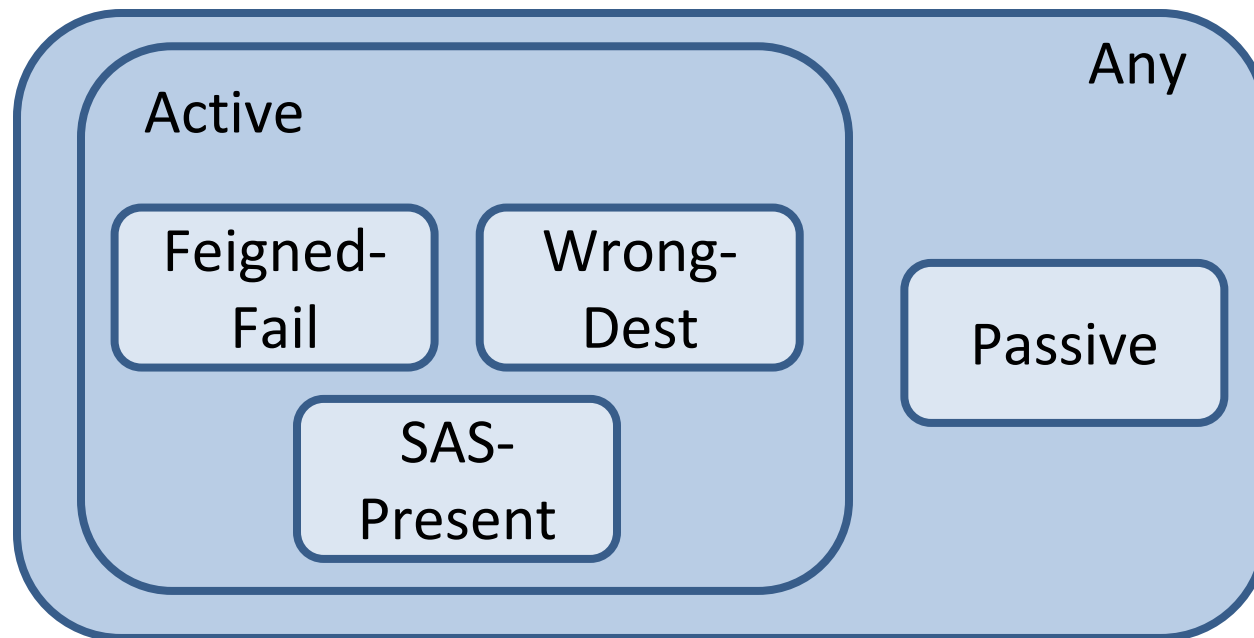 Any
Active
Feigned-
Fail
Wrong-
Dest
SAS-
Present
Passive